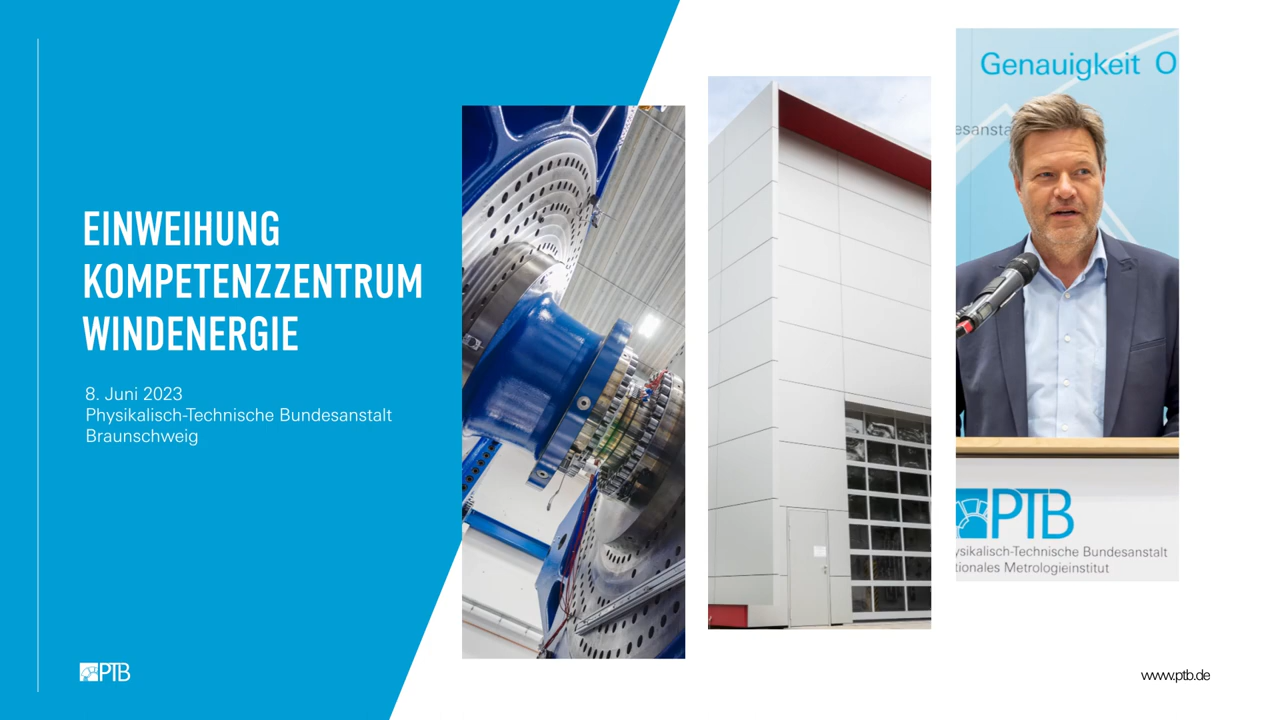 EINWEIHUNG
KOMPETENZZENTRUM
WINDENERGIE
8. Juni 2023
Physikalisch-Technische Bundesanstalt
Braunschweig
PTB
Genauigkeit O
esansta
PTB
ysikalisch-Technische Bundesanstalt
tionales Metrologieinstitut
www.ptb.de